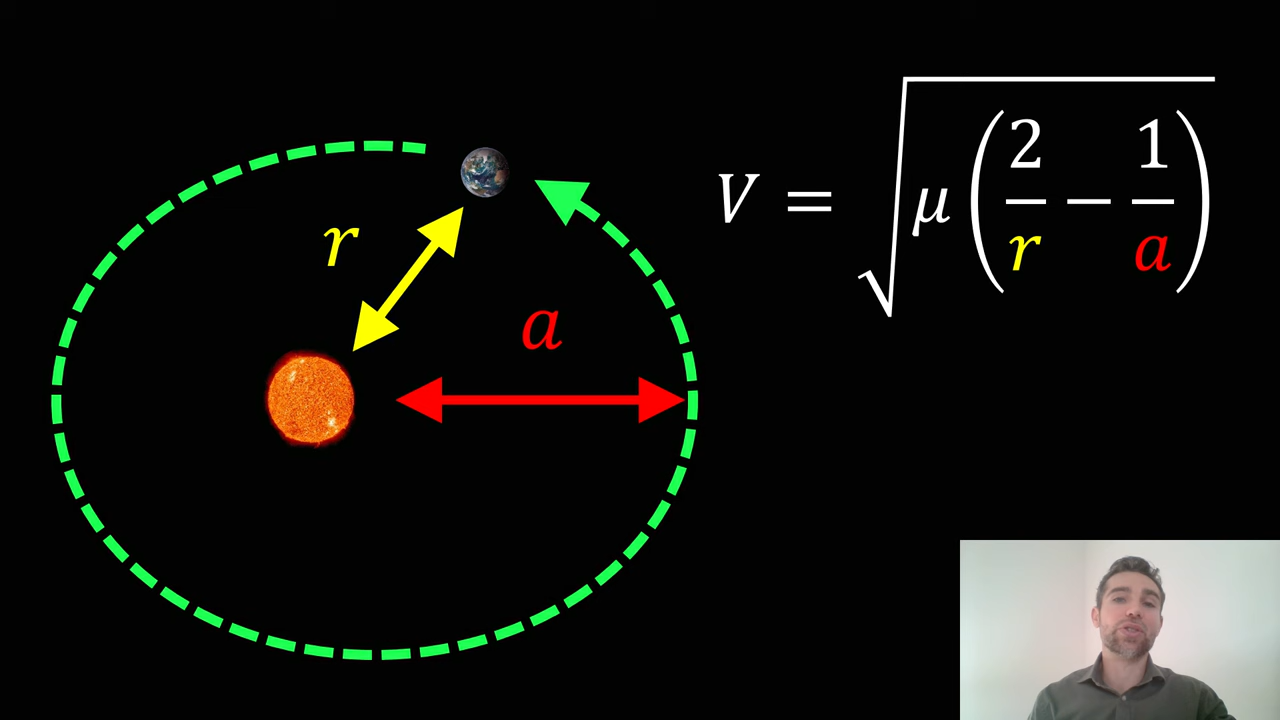 V = √μ(2/r − 1/a)
r
a